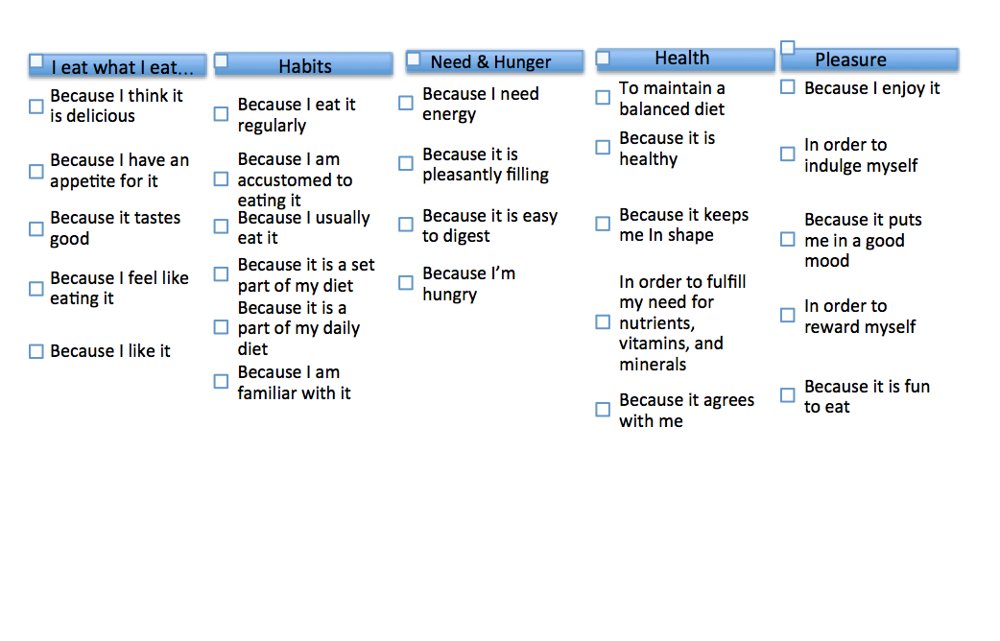 I eat what I eat...
Because I think it
is delicious
Because I have an
appetite for it
Because it tastes
good
Because I feel like
eating it
Because I like it
Habits
Because I eat it
regularly
Because I am
accustomed to
eating it
Because I usually
eat it
Because it is a set
part of my diet
Because it is a
part of my daily
diet
Because I am
familiar with it
Need & Hunger
Because I need
energy
Because it is
pleasantly filling
Because it is easy
to digest
Because I’m
hungry
Health
To maintain a
balanced diet
Because it is
healthy
Because it keeps
me In shape
In order to fulfill
my need for
nutrients,
vitamins, and
minerals
Because it agrees
with me
Pleasure
Because I enjoy it
In order to
indulge myself
Because it puts
me in a good
mood
In order to
reward myself
Because it is fun
to eat